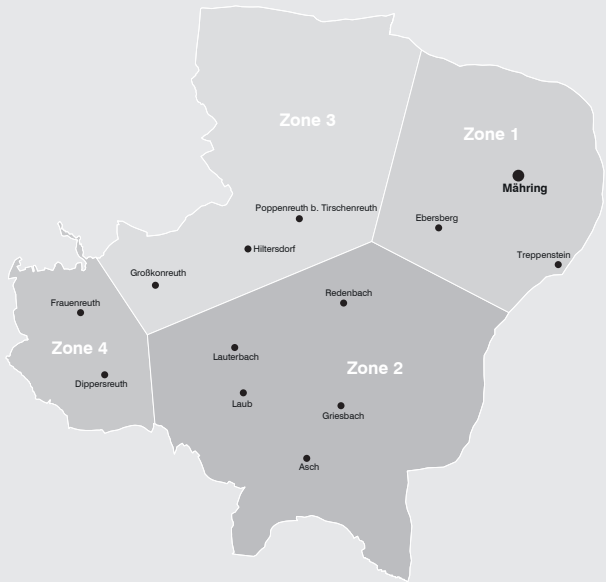 Zone 3
Zone 1
Mähring
Poppenreuth b. Tirschenreuth
Ebersberg
Hiltersdorf
Treppenstein
Großkonreuth
Frauenreuth
Redenbach
Zone 4
Lauterbach
Zone 2
Dippersreuth
Laub
Griesbach
Asch